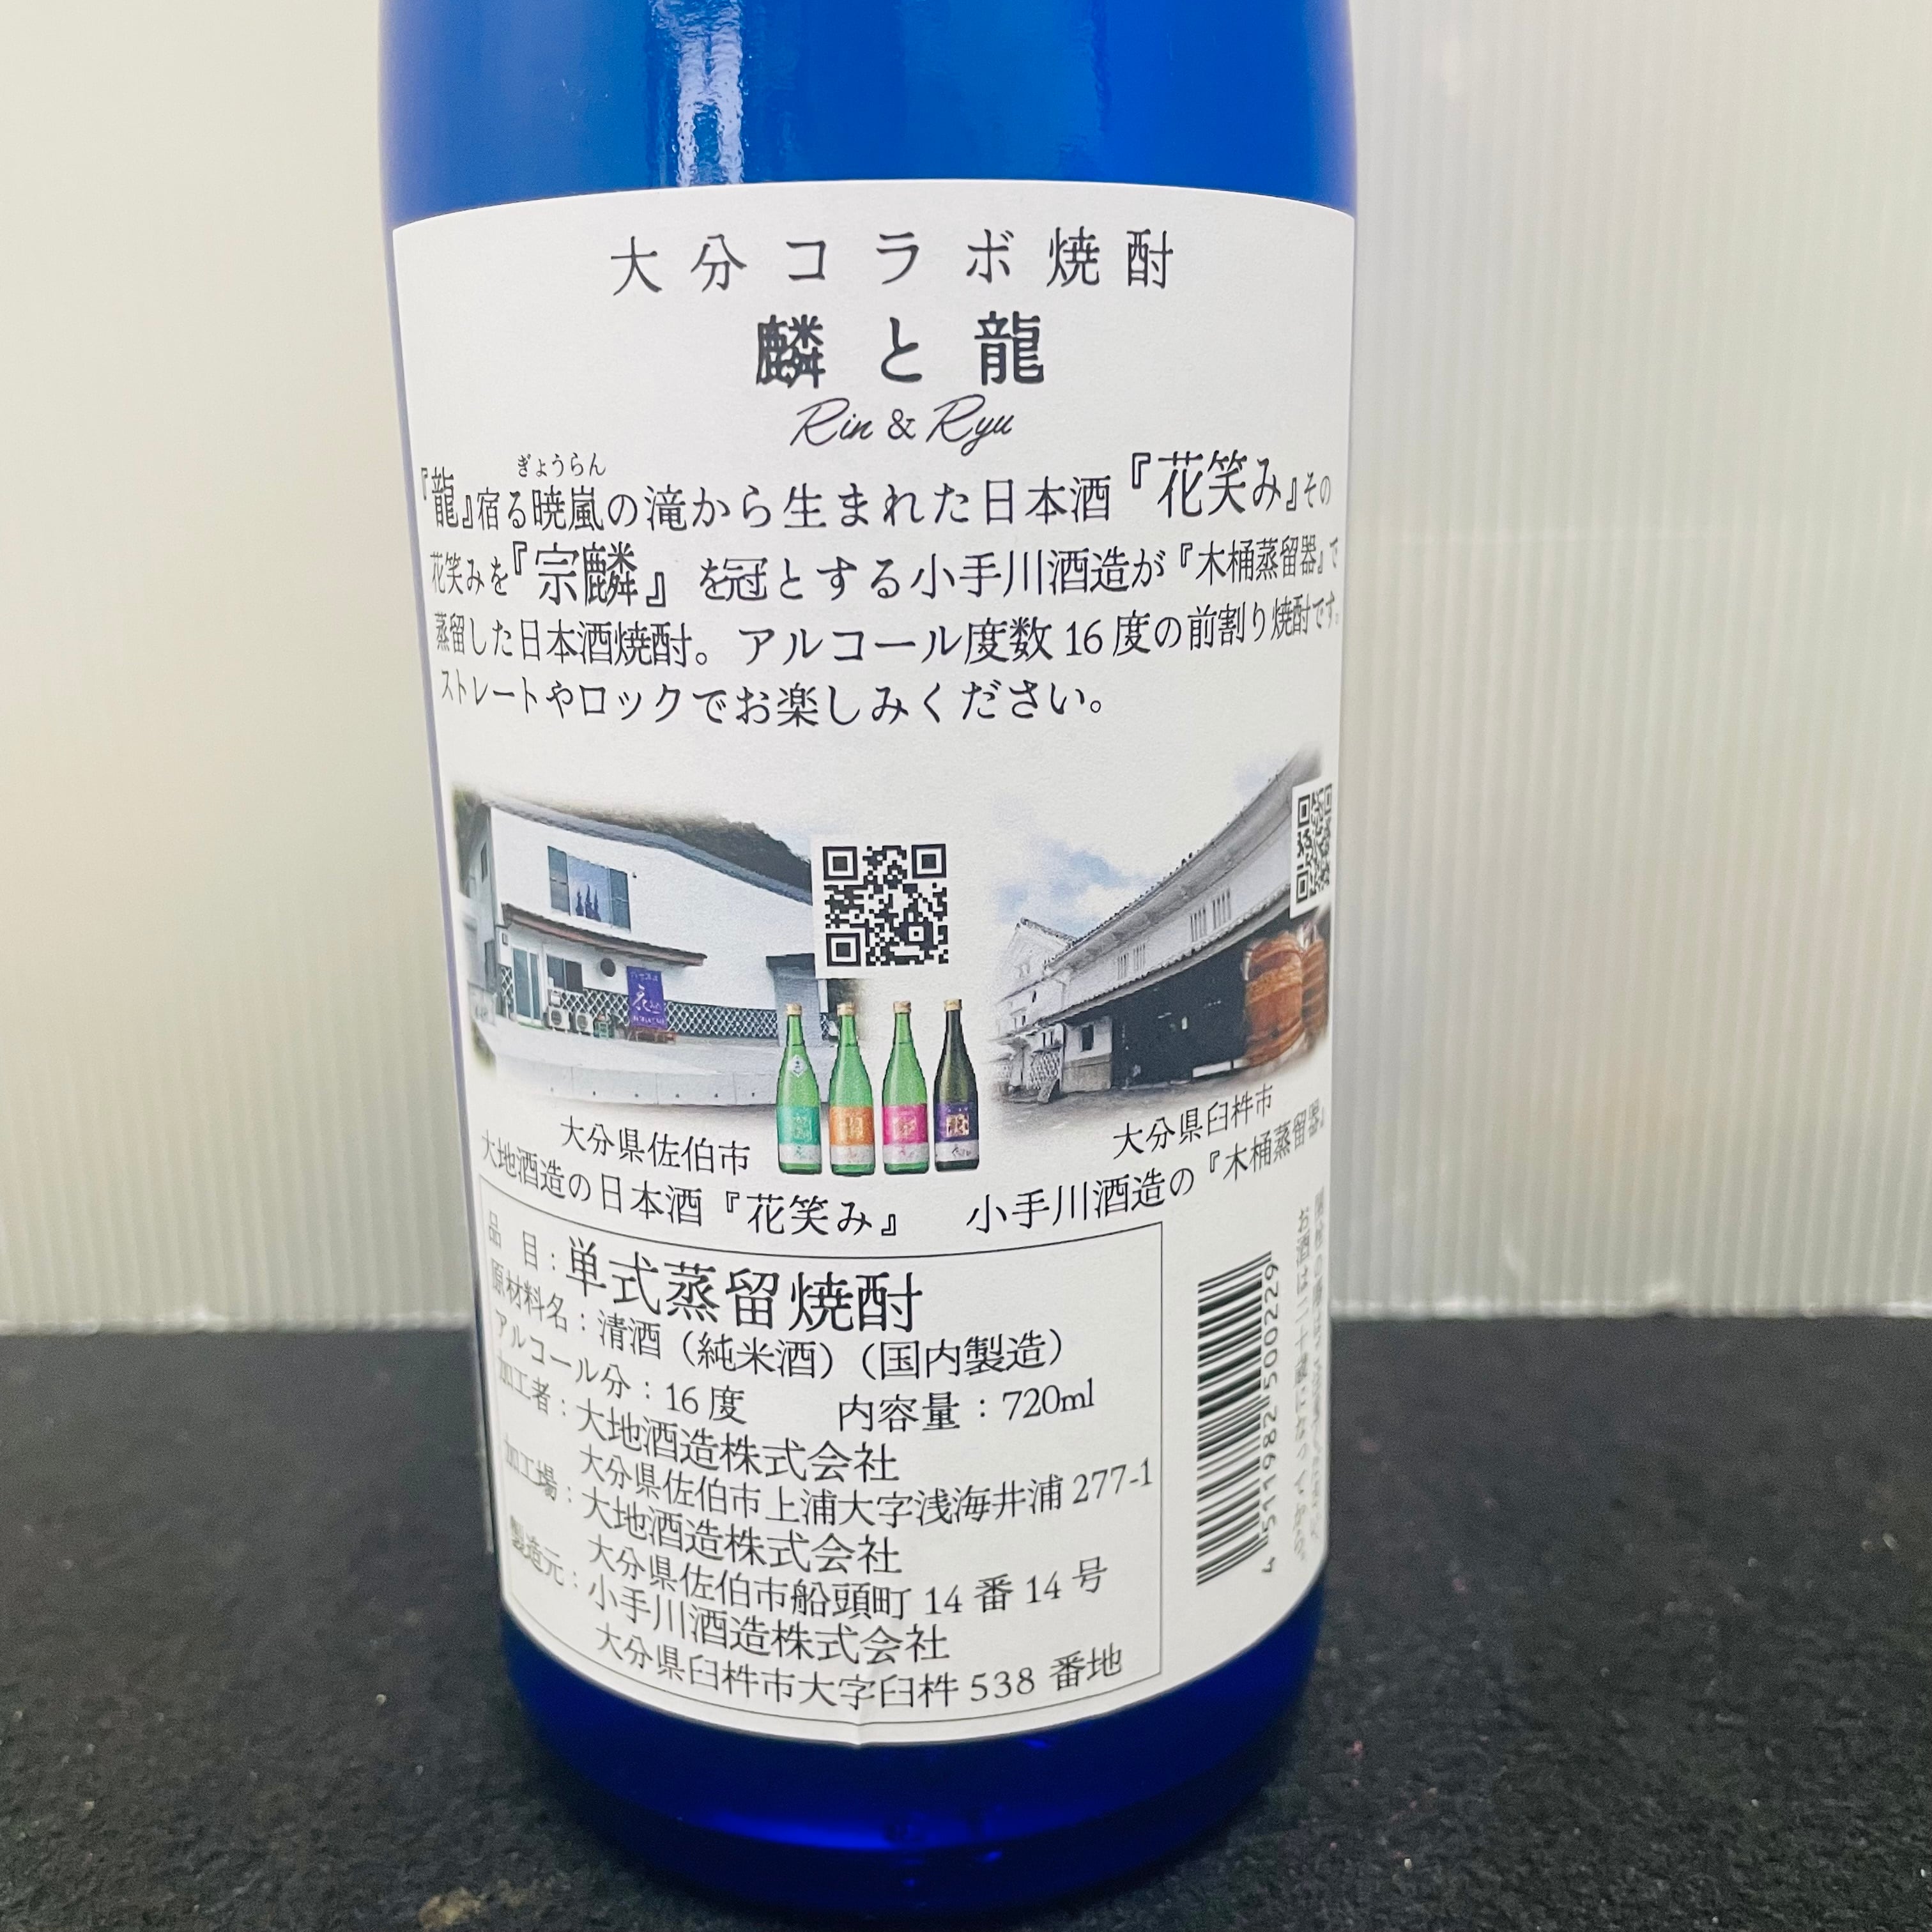 大分コラボ焼酎
麟と龍
Rin & Ryu
ぎょうらん
『龍』宿る暁嵐の滝から生まれた日本酒『花笑み』その
花笑みを『宗麟』を冠とする小手川酒造が『木桶蒸留器』で
蒸留した日本酒焼酎。アルコール度数16度の前割り焼酎です。
ストレートやロックでお楽しみください。
大分県佐伯市
大地酒造の日本酒『花笑み』
大分県臼杵市
小手川酒造の『木桶蒸留器』
品 目：単式蒸留焼酎
原材料名：清酒（純米酒）（国内製造）
アルコール分：16度 内容量：720ml
加工者：大地酒造株式会社
大分県佐伯市上浦大字浅海井浦277-1
加工場：大地酒造株式会社
大分県佐伯市船頭町14番14号
製造元：小手川酒造株式会社
大分県臼杵市大字臼杵538番地
4511982500229
お酒は二十歳になってから。